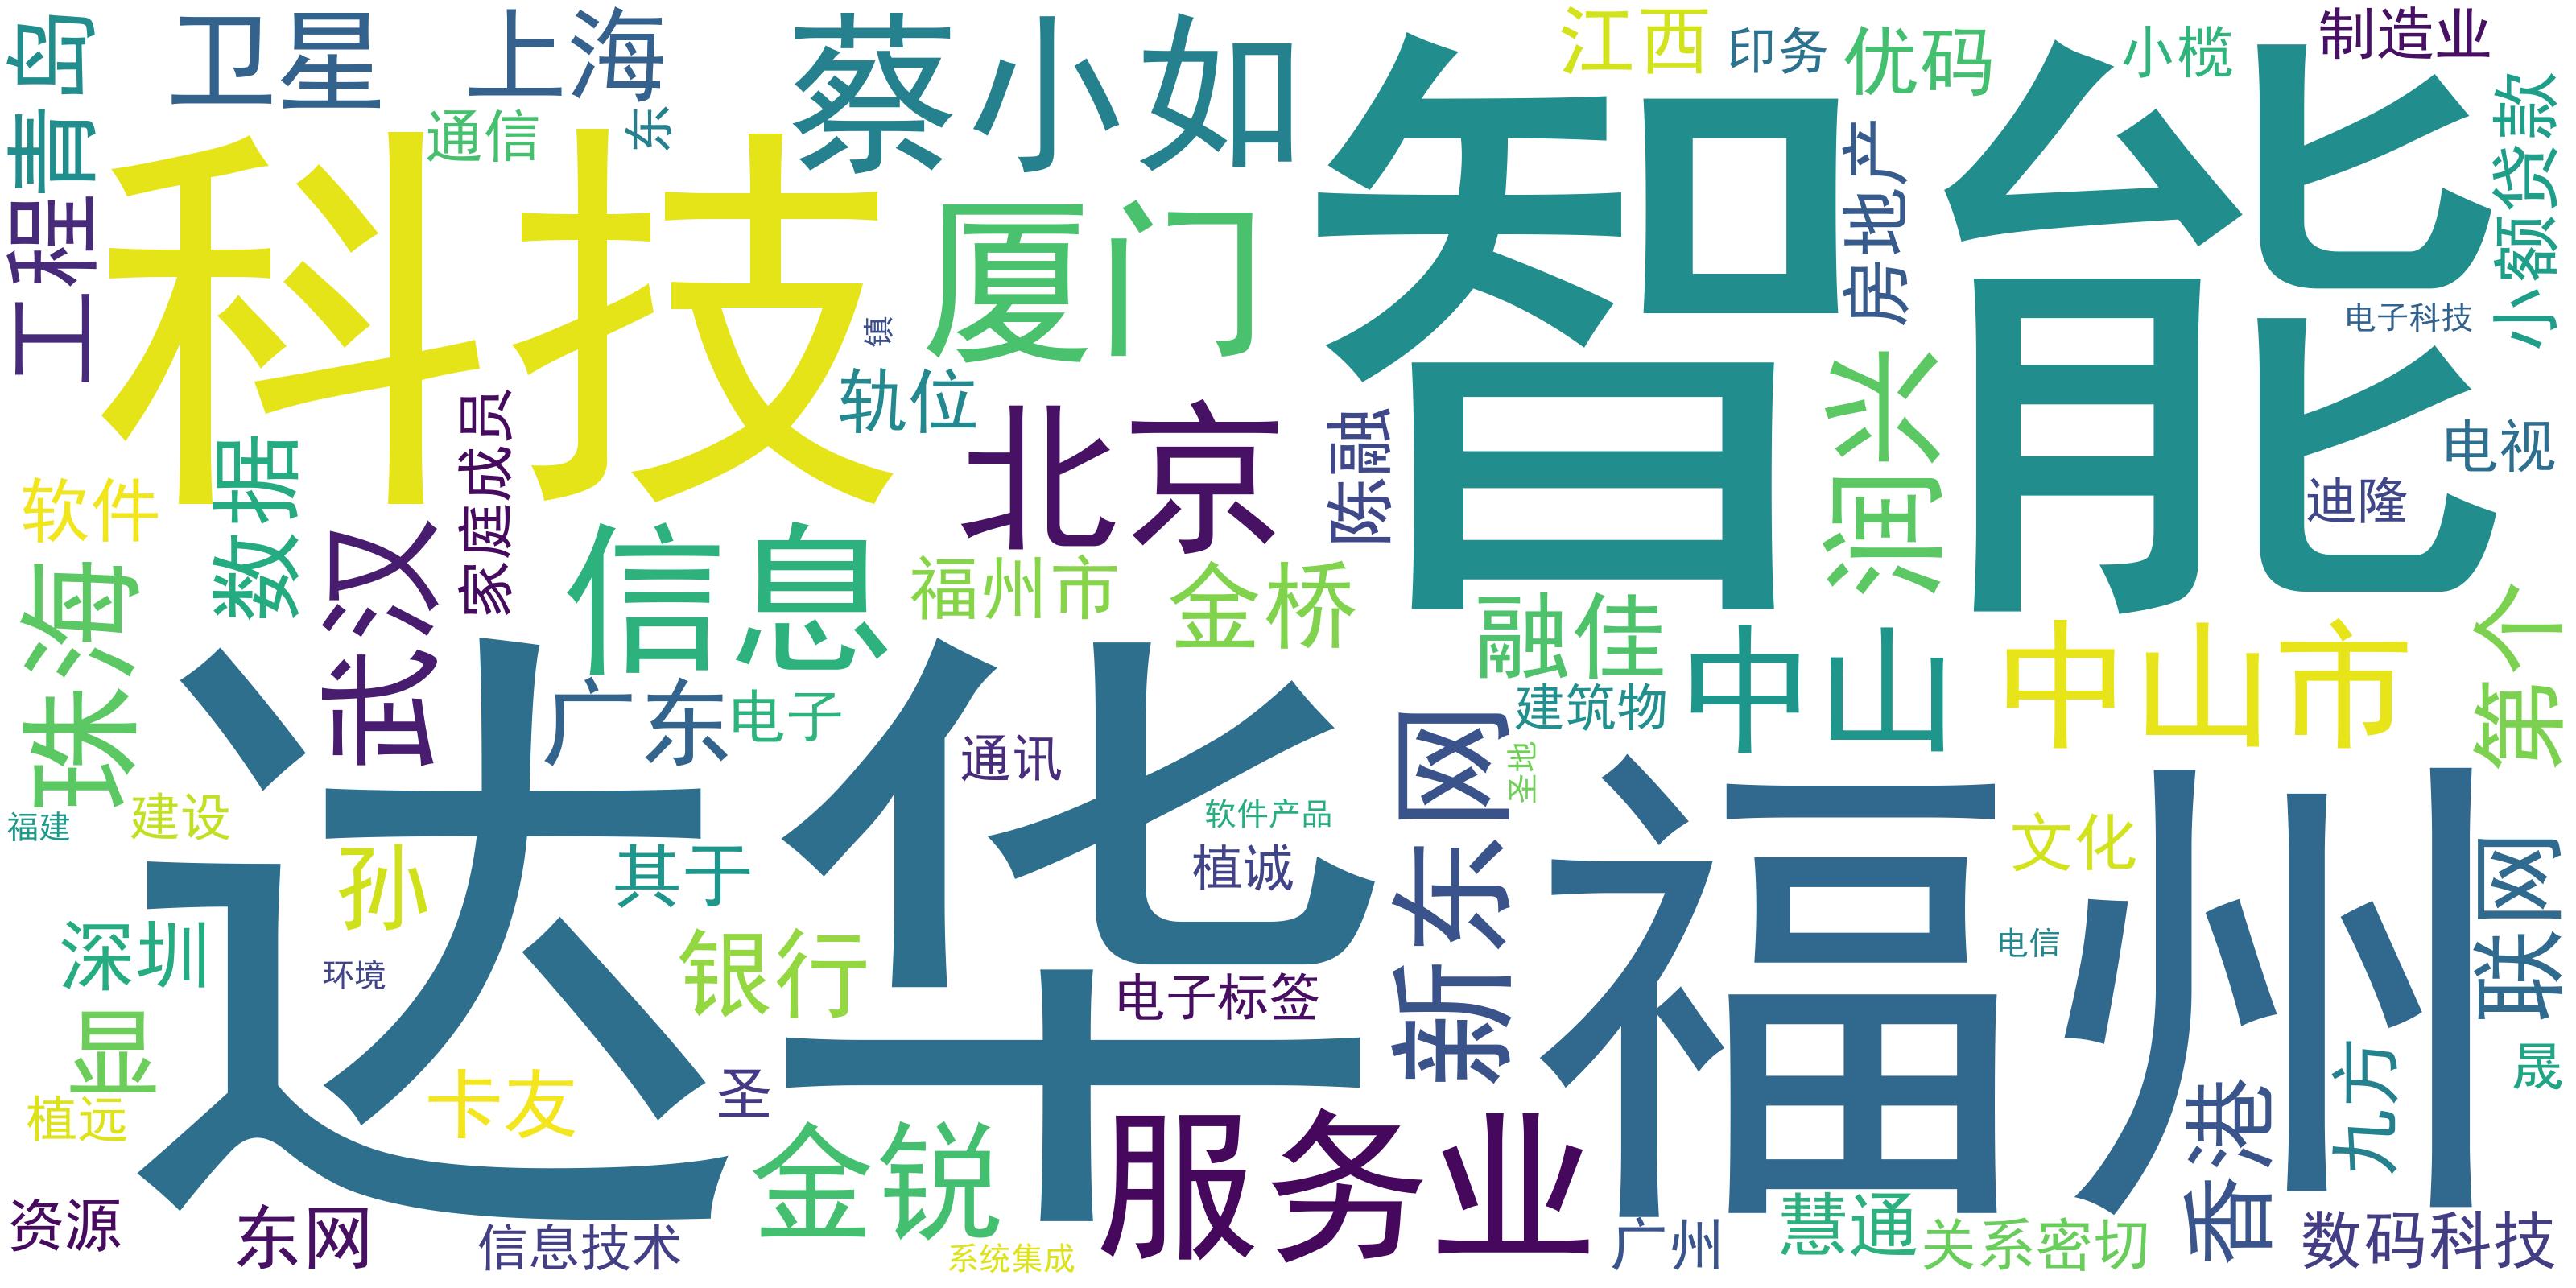 青岛
卫星
上海
蔡小如
江西
印务
优码
小榄
制造业
工程
科技
通信
东
厦门
智能
房地产
小额贷款
电子科技
镇
轨位
北京
陈融
润兴
电视
迪隆
软件
数据
家庭成员
武汉
信息
福州市
金桥
融佳
中山
中山市
第个
珠海
达华
广东
电子
通讯
建筑物
新东网
圣地
福州
福建
建设
孙
其于
软件产品
植诚
文化
联网
深圳
环境
银行
电子标签
电信
晟
显
植远
卡友
圣
金锐
服务业
香港
九方
资源
东网
信息技术
系统集成
广州
慧通
关系密切
数码科技